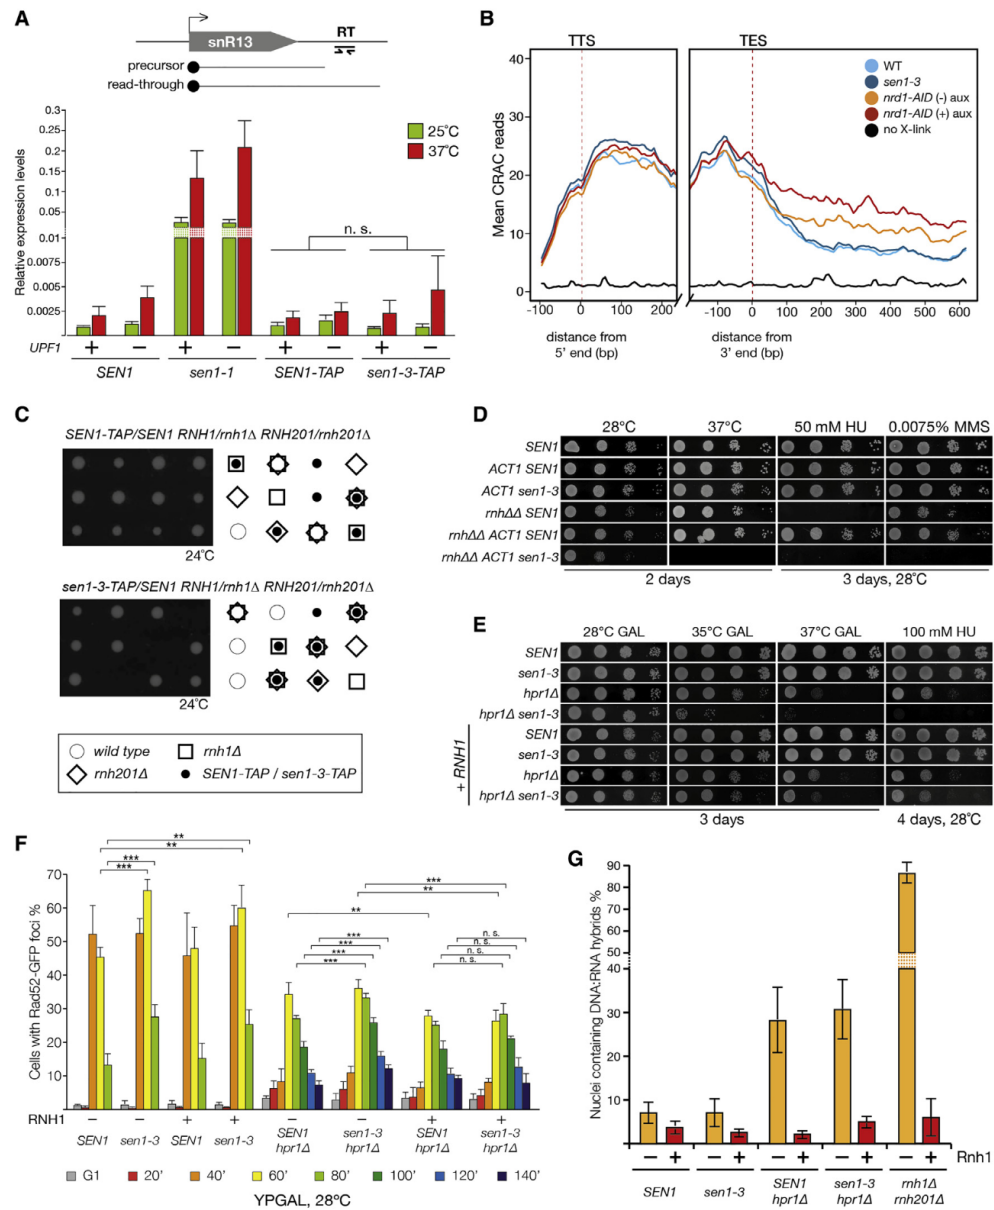 A
snR13
RT
precursor
read-through
0.3
0.25
0.15
0.1
0.05
0.01
0.0075
0.005
0.0025
Relative expression levels
25°C
37°C
n. s.
UPF1 + − + − + − + −
SEN1 sen1-1 SEN1-TAP sen1-3-TAP
B
TTS TES
40
30
20
10
0
Mean CRAC reads
WT
sen1-3
nrd1-AID (-) aux
nrd1-AID (+) aux
no X-link
-100 0 100 200 -100 0 100 200 300 400 500 600
distance from
5' end (bp)
distance from
3' end (bp)
C
SEN1-TAP/SEN1 RNH1/rnh1Δ RNH201/rnh201Δ
24°C
sen1-3-TAP/SEN1 RNH1/rnh1Δ RNH201/rnh201Δ
24°C
wild type
rnh1Δ
rnh201Δ
SEN1-TAP / sen1-3-TAP
D
28°C 37°C 50 mM HU 0.0075% MMS
SEN1
ACT1 SEN1
ACT1 sen1-3
rnhΔΔ SEN1
rnhΔΔ ACT1 SEN1
rnhΔΔ ACT1 sen1-3
2 days 3 days, 28°C
E
28°C GAL 35°C GAL 37°C GAL 100 mM HU
SEN1
sen1-3
hpr1Δ
hpr1Δ sen1-3
+ RNH1
SEN1
sen1-3
hpr1Δ
hpr1Δ sen1-3
3 days 4 days, 28°C
F
** 
**
***
***
70
60
50
40
30
20
10
Cells with Rad52-GFP foci %
***
**
**
***
***
***
***
n. s.
n. s.
n. s.
n. s.
RNH1 − − + + − − + +
SEN1 sen1-3 SEN1 sen1-3 SEN1 hpr1Δ sen1-3 hpr1Δ SEN1 hpr1Δ sen1-3 hpr1Δ
G1 20' 40' 60' 80' 100' 120' 140'
YPGAL, 28ºC
G
90
80
70
60
50
40
30
20
10
Nuclei containing DNA:RNA hybrids %
− + − + − + − + − + Rnh1
SEN1 sen1-3 SEN1 hpr1Δ sen1-3 hpr1Δ rnh1Δ rnh201Δ